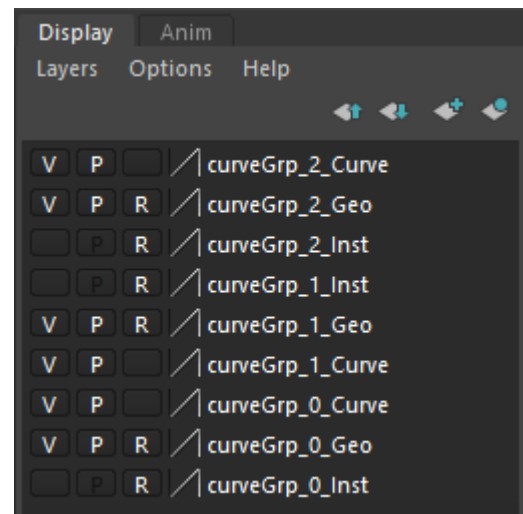 Display Anim
Layers Options Help
V P curveGrp_2_Curve
V P R curveGrp_2_Geo
P R curveGrp_2_Inst
P R curveGrp_1_Inst
V P R curveGrp_1_Geo
V P curveGrp_1_Curve
V P curveGrp_0_Curve
V P R curveGrp_0_Geo
P R curveGrp_0_Inst